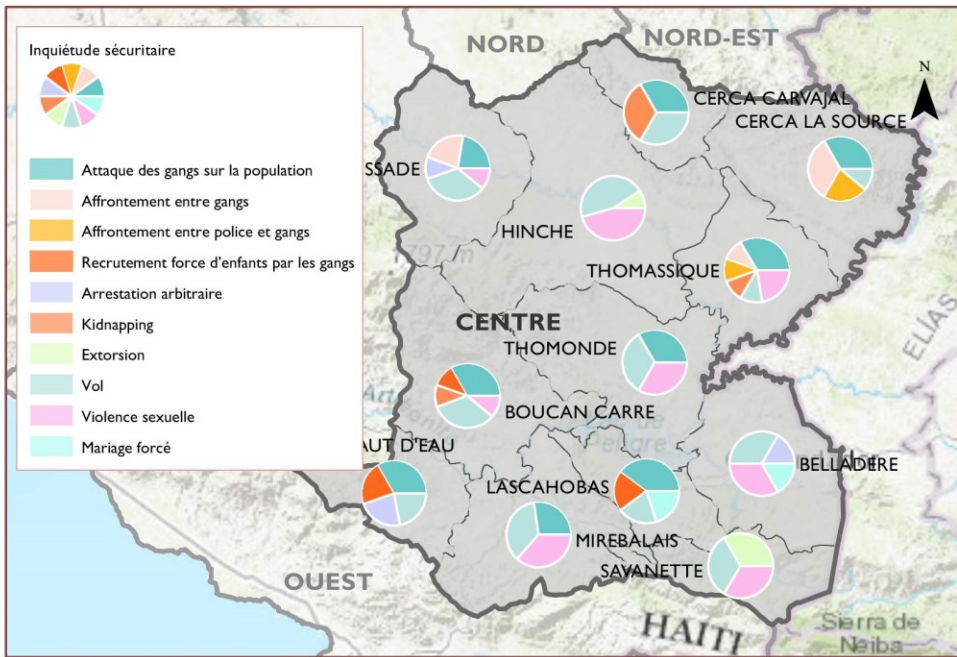 Inquiétude sécuritaire
Attaque des gangs sur la population
Affrontement entre gangs
Affrontement entre police et gangs
Recrutement force d'enfants par les gangs
Arrestation arbitraire
Kidnapping
Extorsion
Vol
Violence sexuelle
Mariage forcé
NORD
NORD-EST
N
CERCA CARVAJAL
CERCA LA SOURCE
SSADE
HINCHE
THOMASSIQUE
ELÍAS
CENTRE
THOMONDE
BOUCAN CARRE
AUT D'EAU
BELLADERE
LASCAHOBAS
MIREBALAIS
SAVANETTE
OUEST
HAITI
Sierra de
Neiba